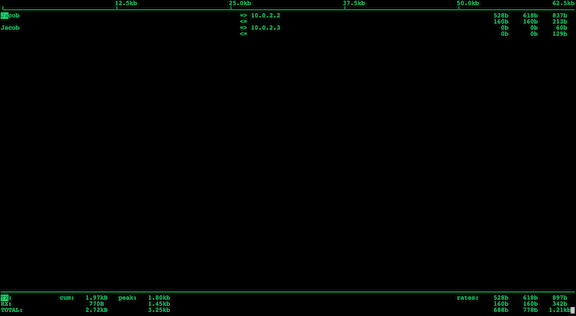 12.5kb 25.0kb 37.5kb 50.0kb 62.5kb
Jacob => 10.0.2.2 528b 618b 837b
<= 160b 160b 213b
Jacob => 10.0.2.3 0b 0b 60b
<= 0b 0b 129b
TX: cum: 1.97kB peak: 1.80kb rates: 528b 618b 897b
RX: 770B 1.45kb 160b 160b 342b
TOTAL: 2.72kB 3.25kb 688b 778b 1.21kb